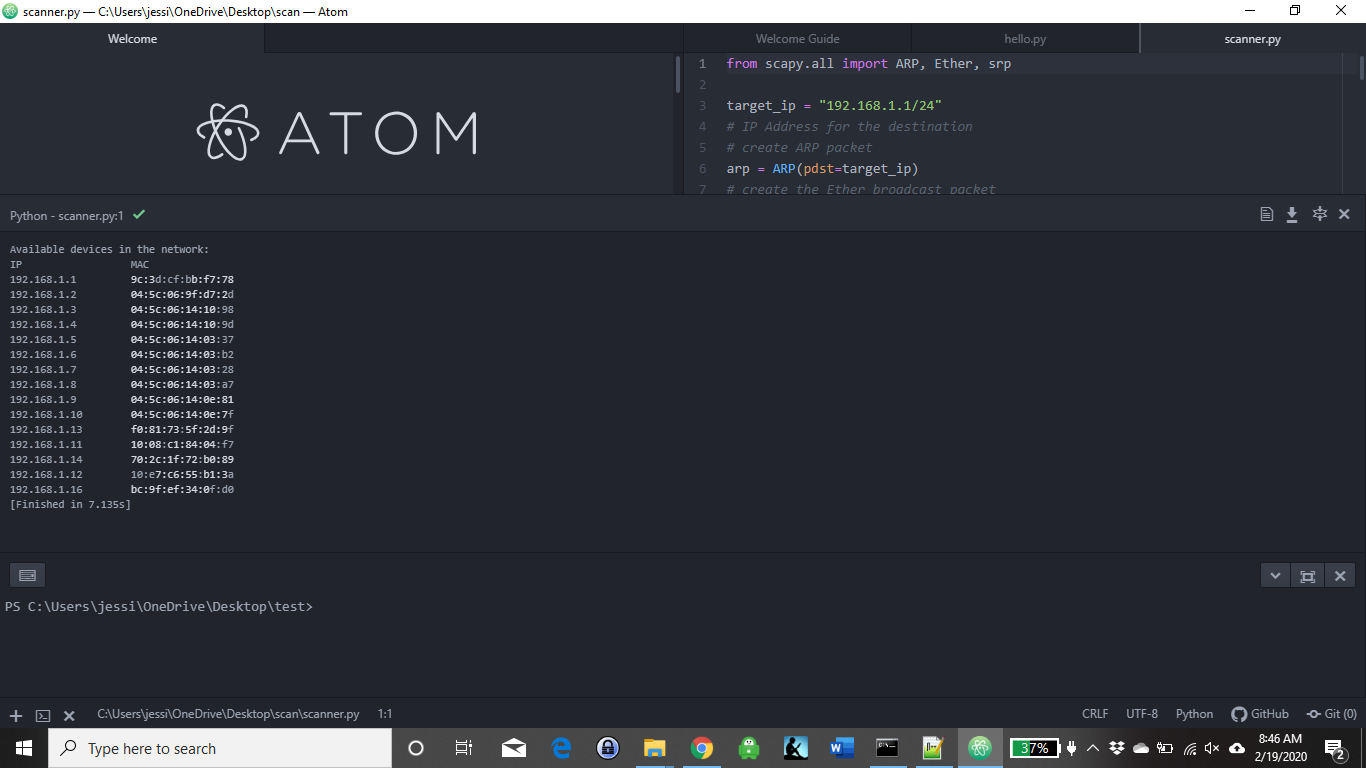 scanner.py — C:\Users\jessi\OneDrive\Desktop\scan — Atom
Welcome
Welcome Guide
hello.py
scanner.py
ATOM
1 from scapy.all import ARP, Ether, srp
2
3 target_ip = "192.168.1.1/24"
4 # IP Address for the destination
5 # create ARP packet
6 arp = ARP(pdst=target_ip)
7 # create the Ether broadcast packet
Python - scanner.py:1
Available devices in the network:
IP MAC
192.168.1.1 9c:3d:cf:bb:f7:78
192.168.1.2 04:5c:06:9f:d7:2d
192.168.1.3 04:5c:06:14:10:98
192.168.1.4 04:5c:06:14:10:9d
192.168.1.5 04:5c:06:14:03:37
192.168.1.6 04:5c:06:14:03:b2
192.168.1.7 04:5c:06:14:03:28
192.168.1.8 04:5c:06:14:03:a7
192.168.1.9 04:5c:06:14:0e:81
192.168.1.10 04:5c:06:14:0e:7f
192.168.1.13 f0:81:73:5f:2d:9f
192.168.1.11 10:08:c1:84:04:f7
192.168.1.14 70:2c:1f:72:b0:89
192.168.1.12 10:e7:c6:55:b1:3a
192.168.1.16 bc:9f:ef:34:0f:d0
[Finished in 7.135s]
PS C:\Users\jessi\OneDrive\Desktop\test>
C:\Users\jessi\OneDrive\Desktop\scan\scanner.py 1:1
CRLF UTF-8 Python GitHub Git (0)
Type here to search
37%
8:46 AM
2/19/2020
2